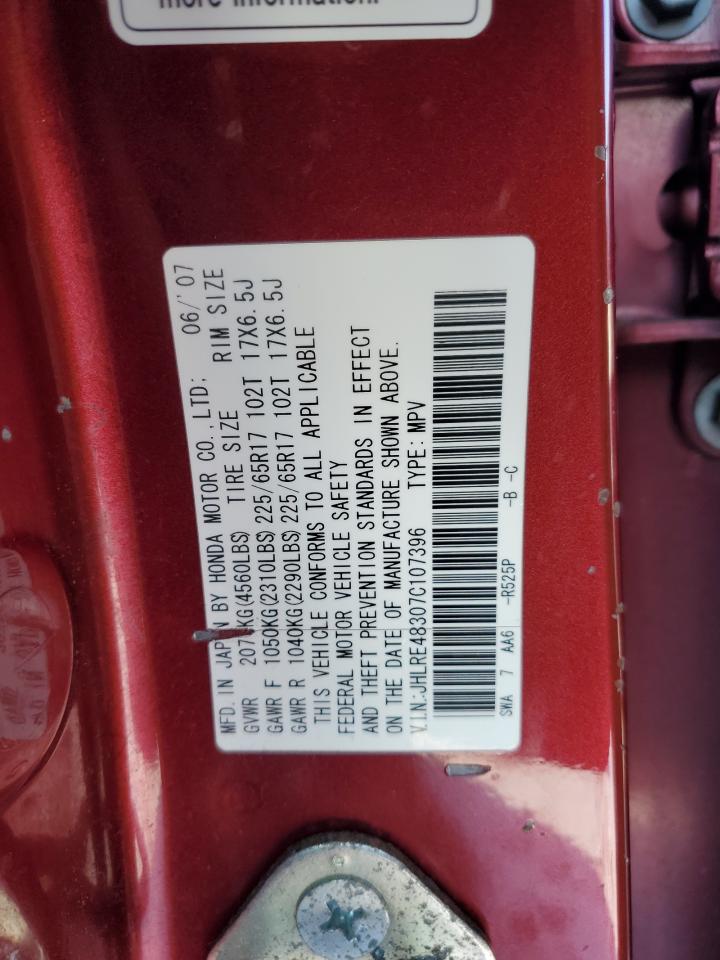 more information.
MFD. IN JAPAN BY HONDA MOTOR CO., LTD; 06/'07
GVWR 2070KG(4560LBS) TIRE SIZE RIM SIZE
GAWR F 1050KG(2310LBS) 225/65R17 102T 17X6.5J
GAWR R 1040KG(2290LBS) 225/65R17 102T 17X6.5J
THIS VEHICLE CONFORMS TO ALL APPLICABLE
FEDERAL MOTOR VEHICLE SAFETY
AND THEFT PREVENTION STANDARDS IN EFFECT
ON THE DATE OF MANUFACTURE SHOWN ABOVE.
V.I.N.:JHLRE48307C107396 TYPE:MPV
SWA 7 AA6 -R525P -B -C